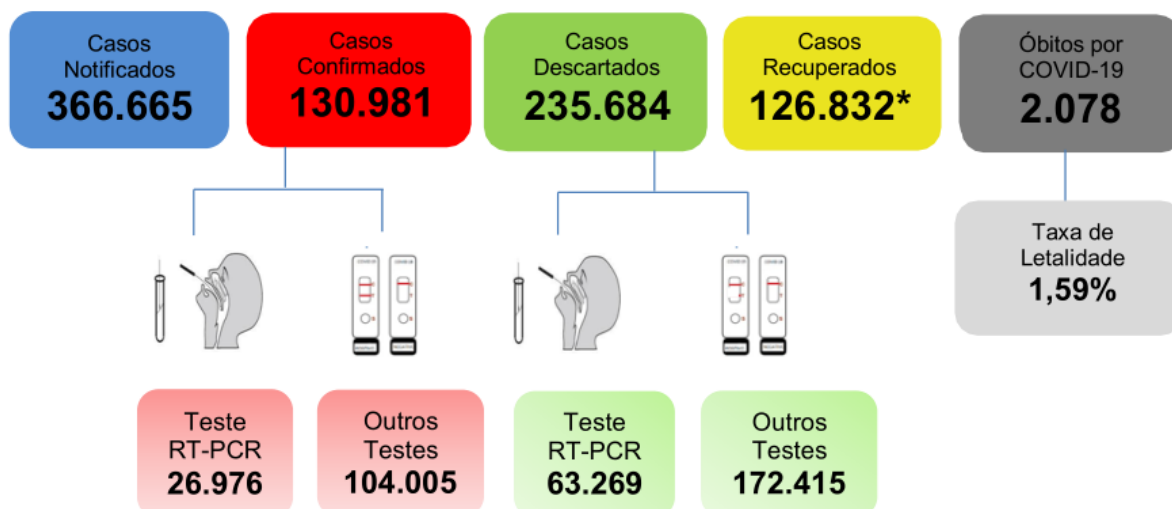 Casos
Notificados
366.665
Casos
Confirmados
130.981
Casos
Descartados
235.684
Casos
Recuperados
126.832*
Óbitos por
COVID-19
2.078
Taxa de
Letalidade
1,59%
Teste
RT-PCR
26.976
Outros
Testes
104.005
Teste
RT-PCR
63.269
Outros
Testes
172.415